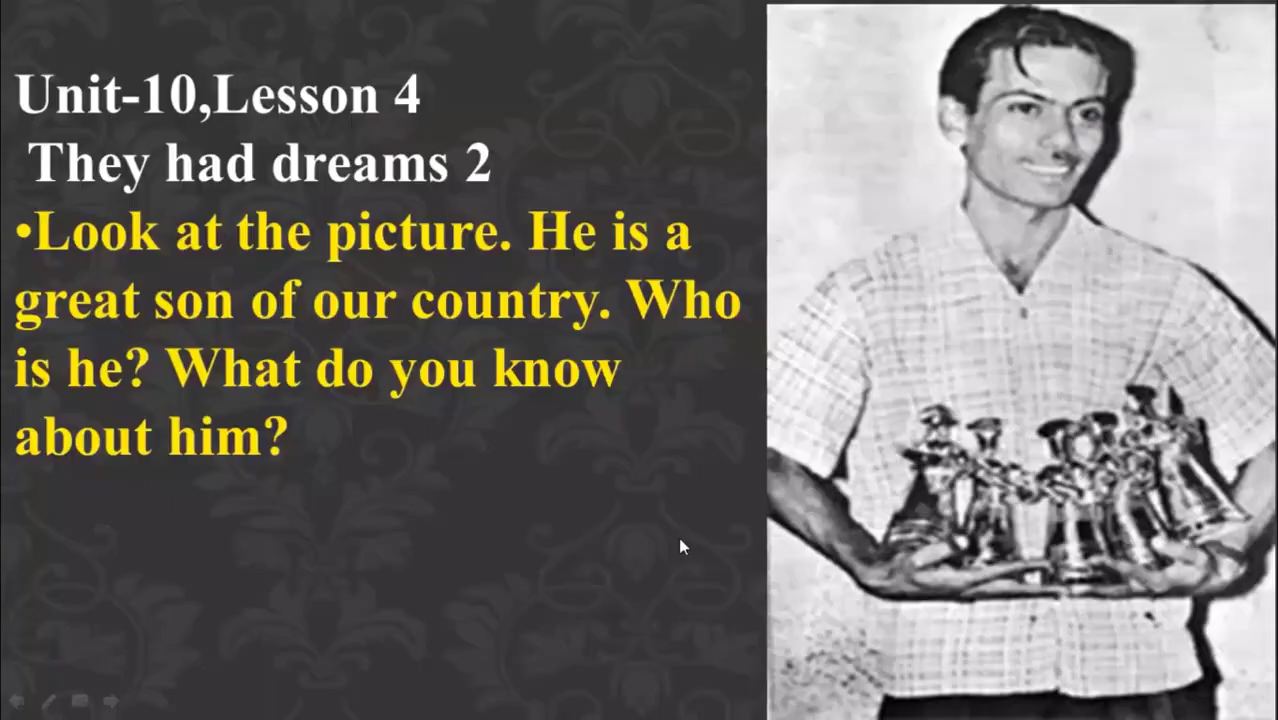 Unit-10,Lesson 4
They had dreams 2
•Look at the picture. He is a
great son of our country. Who
is he? What do you know
about him?